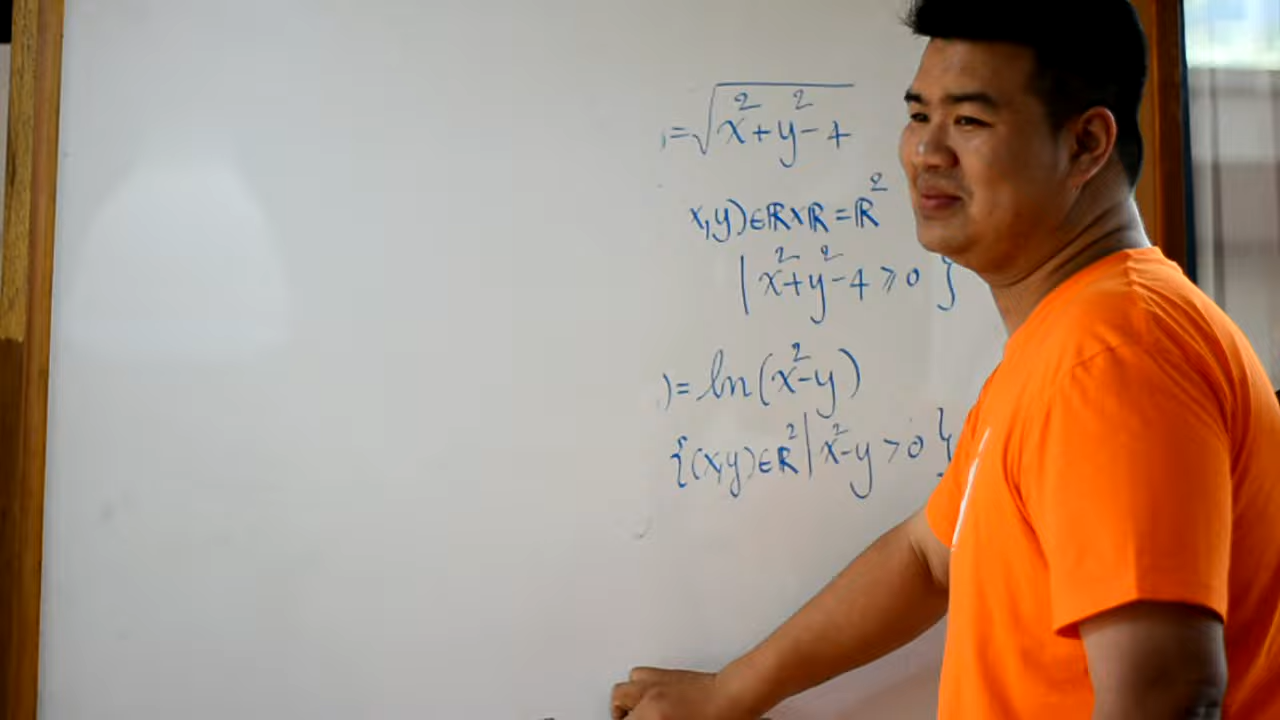 =√x²+y²-4
x,y)∈ℝ×ℝ=ℝ²
| x²+y²-4 ⩾ 0 }
)= ln(x²-y)
{(x,y)∈ℝ² | x²-y > 0 }